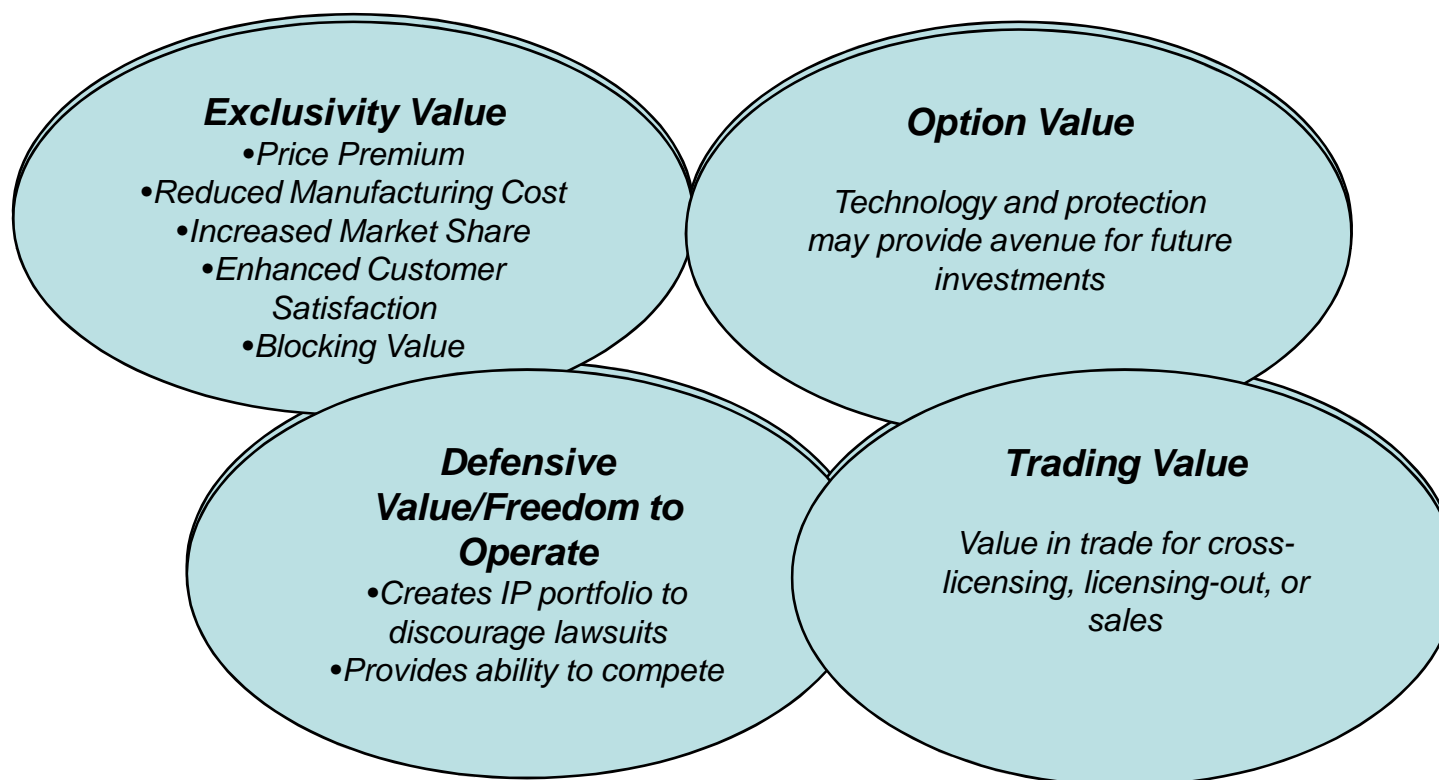 Exclusivity Value
•Price Premium
•Reduced Manufacturing Cost
•Increased Market Share
•Enhanced Customer
Satisfaction
•Blocking Value
Option Value
Technology and protection
may provide avenue for future
investments
Defensive
Value/Freedom to
Operate
•Creates IP portfolio to
discourage lawsuits
•Provides ability to compete
Trading Value
Value in trade for cross-
licensing, licensing-out, or
sales